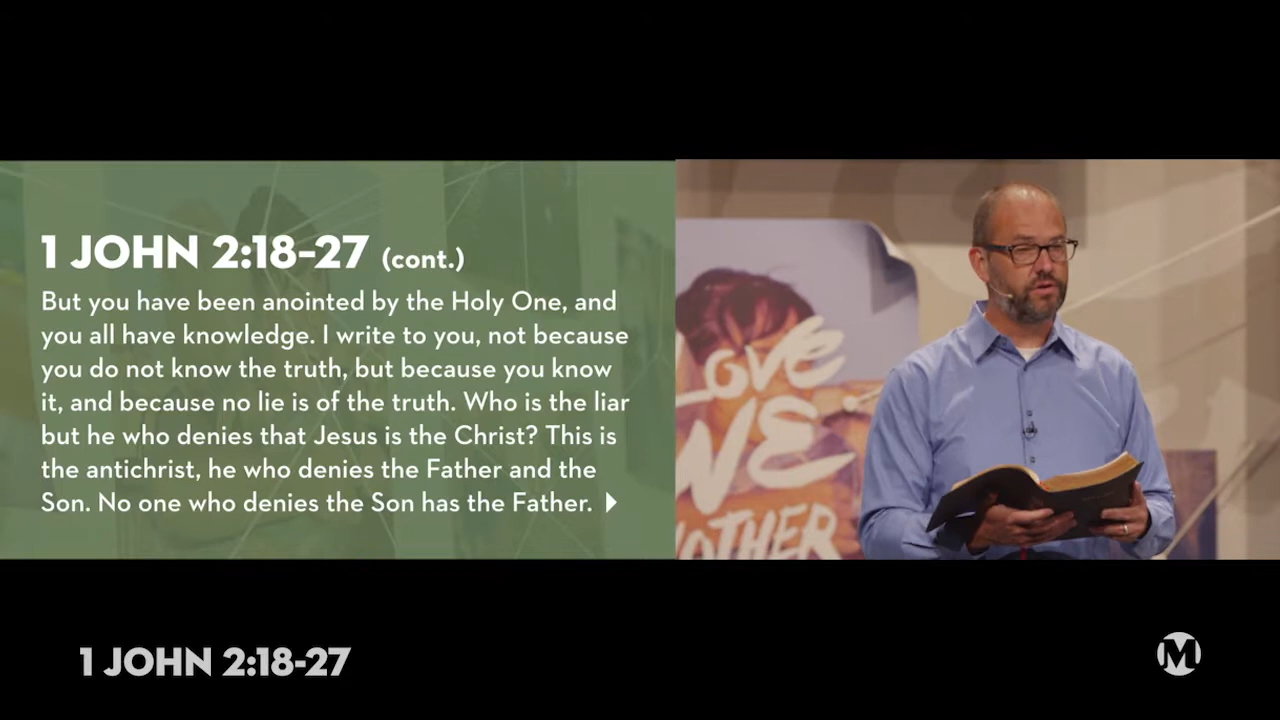 1 JOHN 2:18-27 (cont.)
But you have been anointed by the Holy One, and
you all have knowledge. I write to you, not because
you do not know the truth, but because you know
it, and because no lie is of the truth. Who is the liar
but he who denies that Jesus is the Christ? This is
the antichrist, he who denies the Father and the
Son. No one who denies the Son has the Father.
LOVE
ONE
ANOTHER
1 JOHN 2:18-27
M